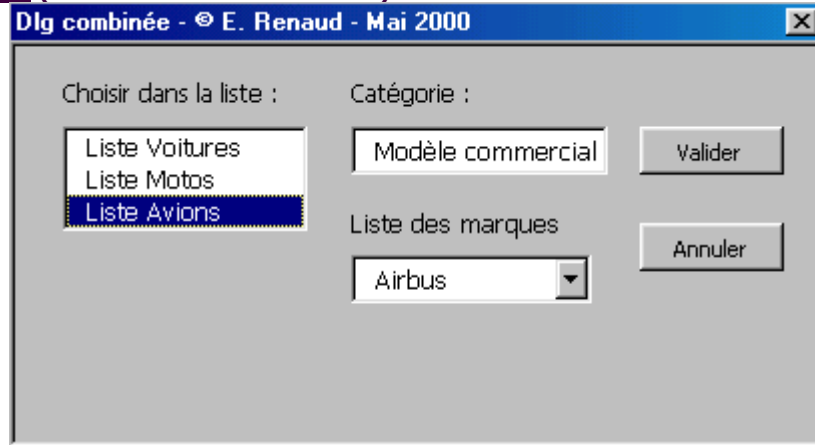 Dlg combinée - © E. Renaud - Mai 2000
Choisir dans la liste :
Liste Voitures
Liste Motos
Liste Avions
Catégorie :
Modèle commercial
Liste des marques
Airbus
Valider
Annuler